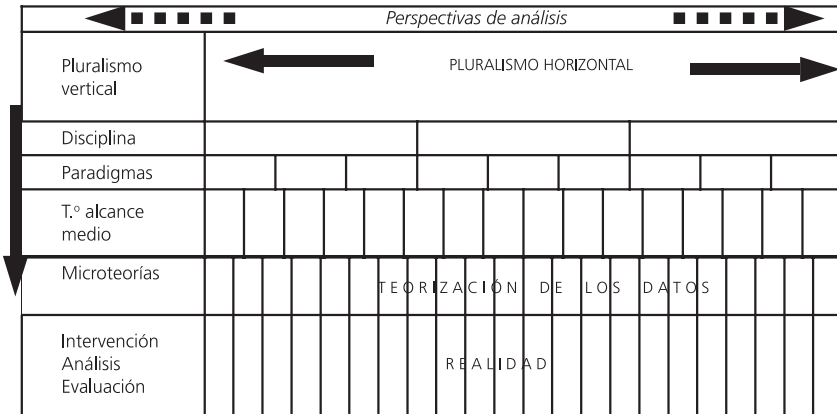 Perspectivas de análisis
Pluralismo
vertical
PLURALISMO HORIZONTAL
Disciplina
Paradigmas
T.º alcance
medio
Microteorías
TEORIZACIÓN DE LOS DATOS
Intervención
Análisis
Evaluación
REALIDAD